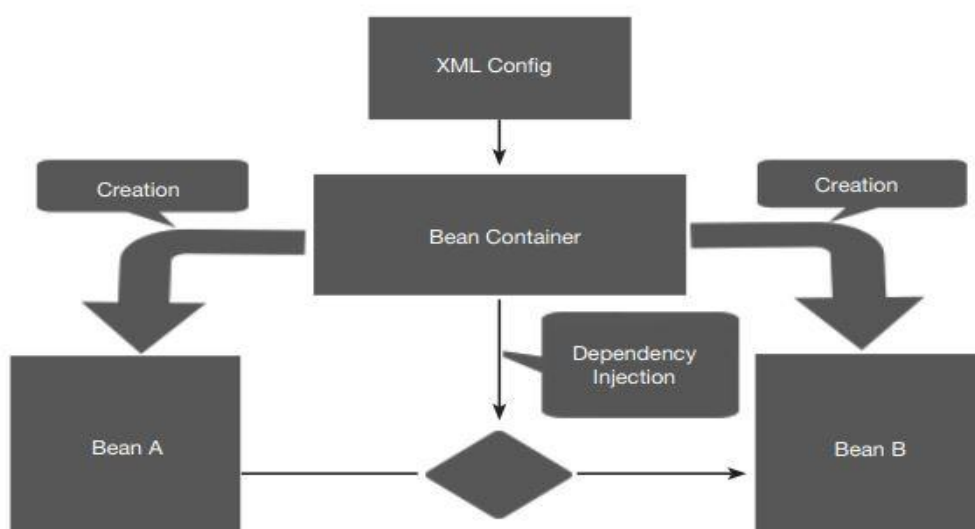 XML Config
Creation
Creation
Bean Container
Dependency
Injection
Bean A
Bean B